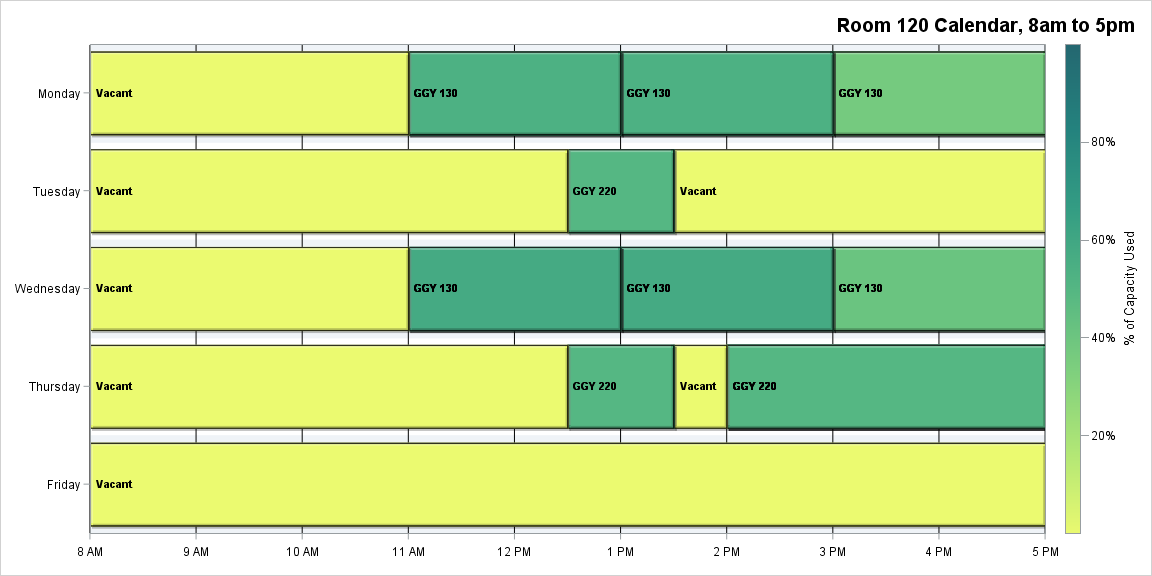 Room 120 Calendar, 8am to 5pm
Monday
Vacant
GGY 130
GGY 130
GGY 130
Tuesday
Vacant
GGY 220
Vacant
Wednesday
Vacant
GGY 130
GGY 130
GGY 130
Thursday
Vacant
GGY 220
Vacant
GGY 220
Friday
Vacant
8 AM
9 AM
10 AM
11 AM
12 PM
1 PM
2 PM
3 PM
4 PM
5 PM
80%
60%
40%
20%
% of Capacity Used